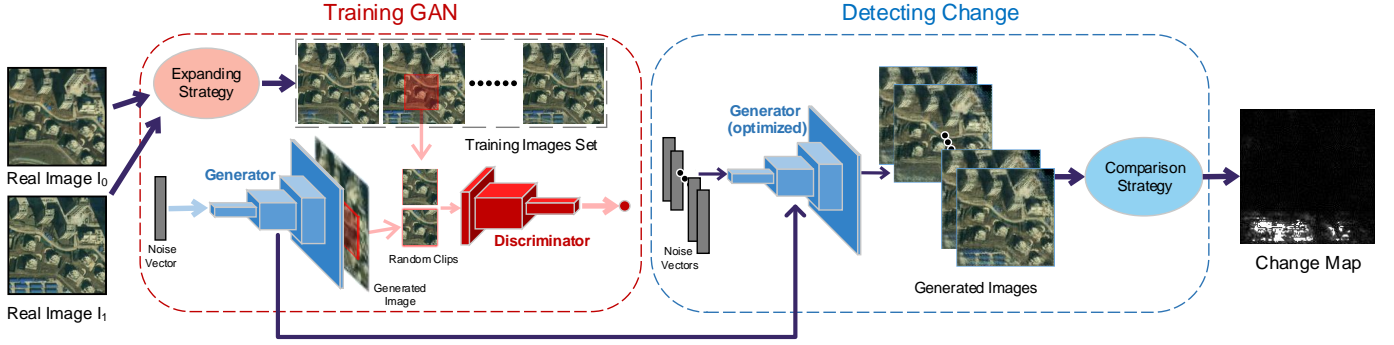 Training GAN
Detecting Change
Expanding
Strategy
Real Image I0
Real Image I1
Training Images Set
Generator
Noise
Vector
Generated
Image
Random Clips
Discriminator
Generator
(optimized)
Noise
Vectors
Generated Images
Comparison
Strategy
Change Map